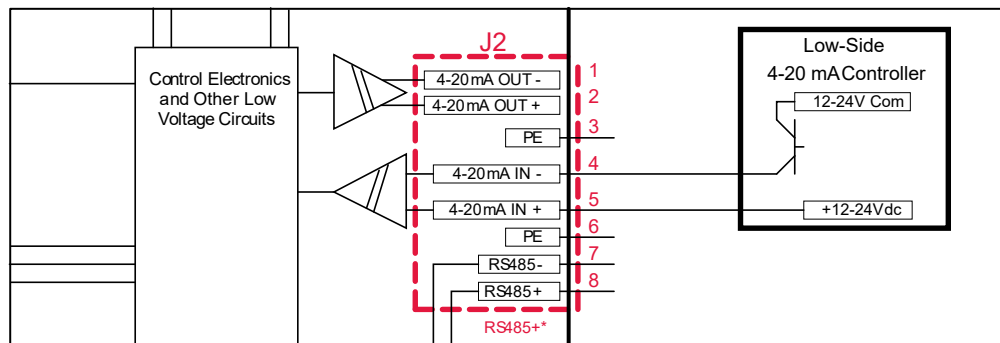 J2
Low-Side
4-20 mA Controller
Control Electronics
and Other Low
Voltage Circuits
4-20mA OUT -
1
12-24V Com
4-20mA OUT +
2
PE
3
4-20mA IN -
4
4-20mA IN +
5
+12-24Vdc
PE
6
RS485-
7
RS485+
8
RS485+*